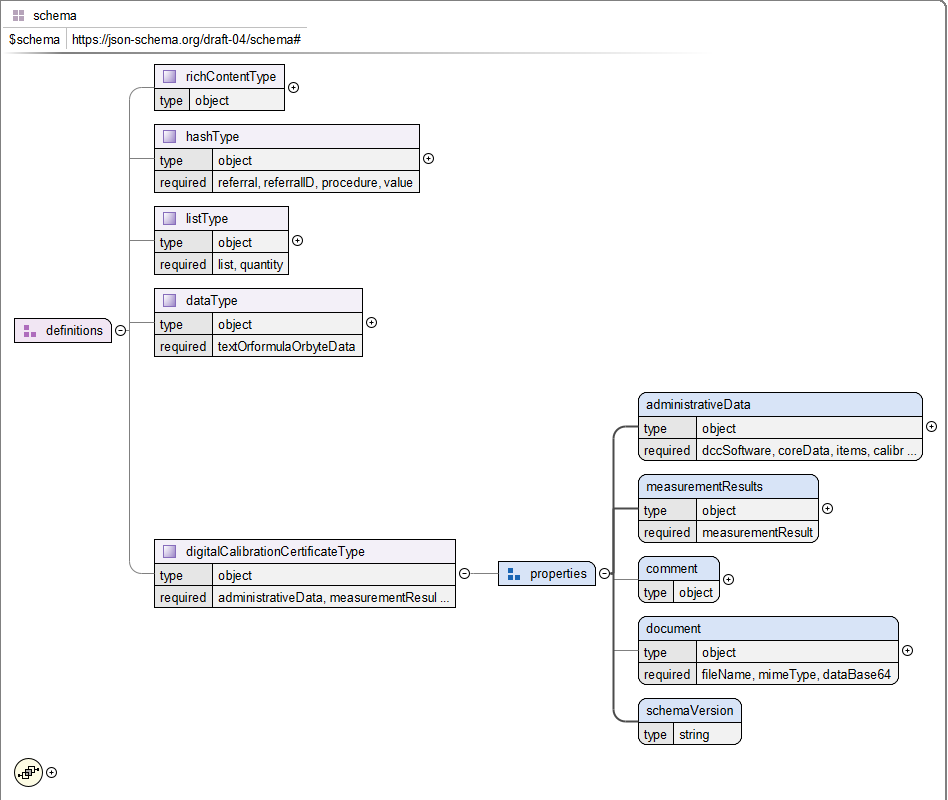 schema
$schema https://json-schema.org/draft-04/schema#
richContentType
type object
hashType
type object
required referral, referralID, procedure, value
listType
type object
required list, quantity
dataType
type object
required textOrformulaOrbyteData
definitions
administrativeData
type object
required dccSoftware, coreData, items, calibr ...
measurementResults
type object
required measurementResult
digitalCalibrationCertificateType
type object
required administrativeData, measurementResul ...
properties
comment
type object
document
type object
required fileName, mimeType, dataBase64
schemaVersion
type string